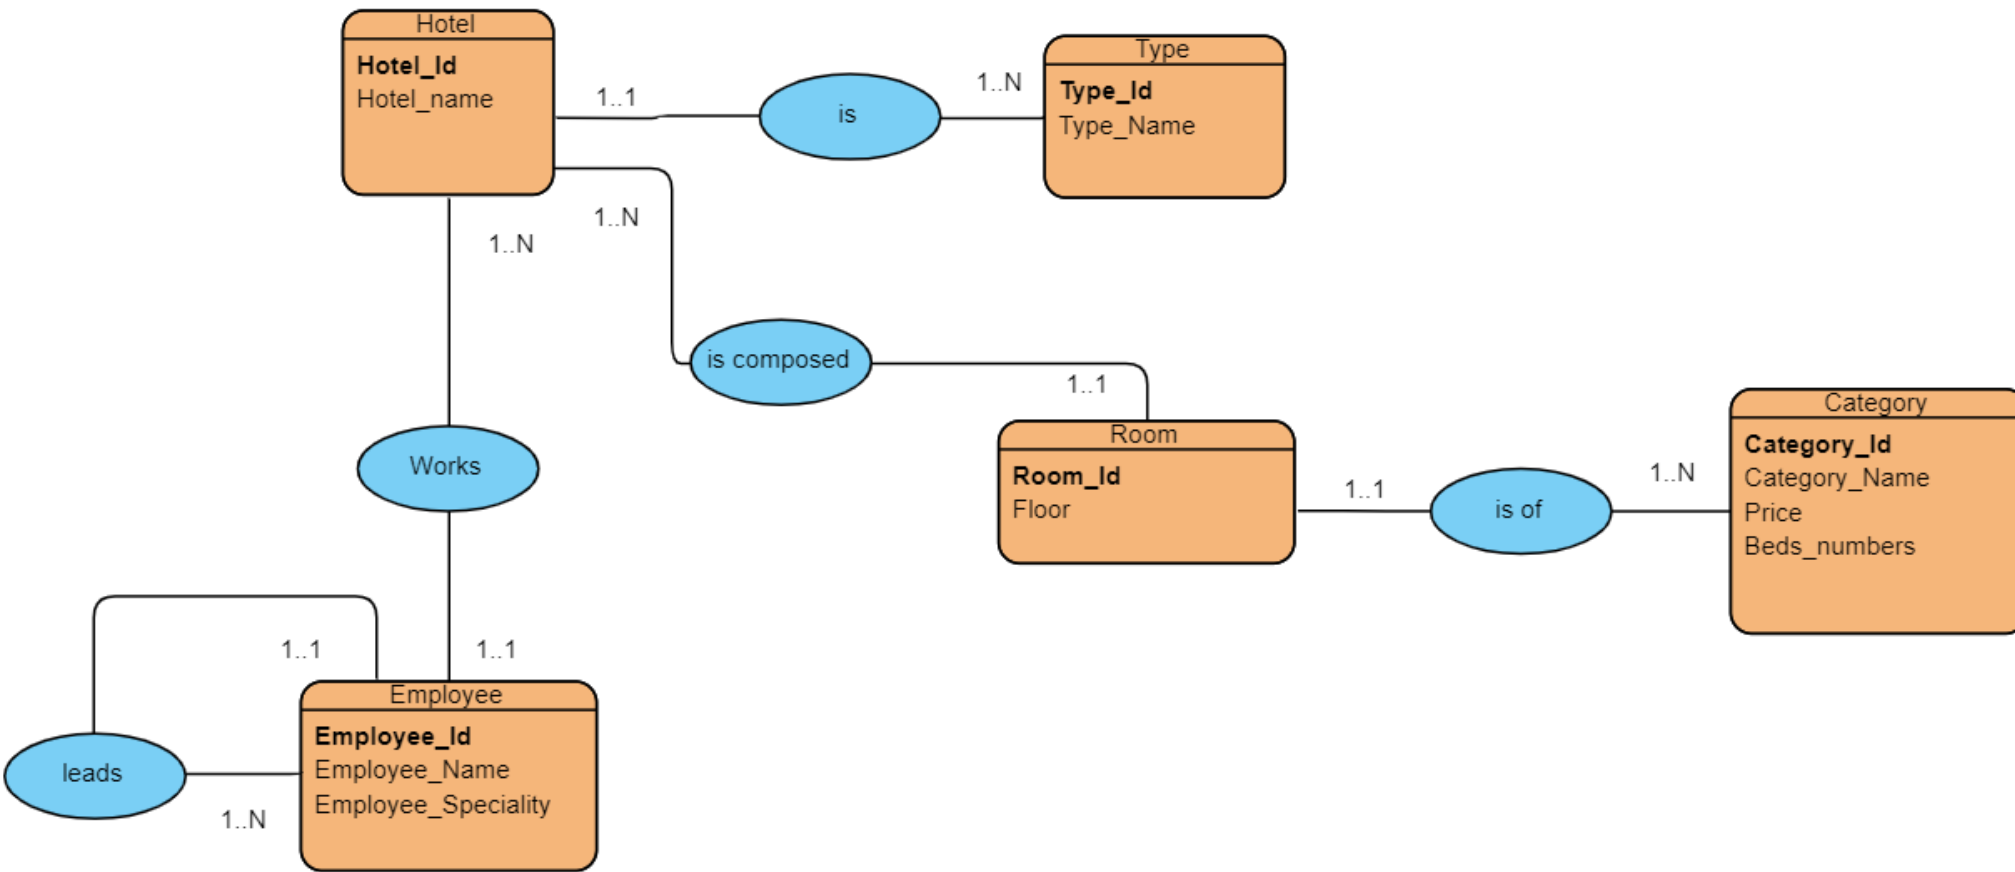 Hotel
Hotel_Id
Hotel_name
1..1
is
1..N
Type
Type_Id
Type_Name
1..N
1..N
is composed
1..1
Room
Room_Id
Floor
1..1
is of
1..N
Category
Category_Id
Category_Name
Price
Beds_numbers
Works
1..1
1..1
leads
1..N
Employee
Employee_Id
Employee_Name
Employee_Speciality